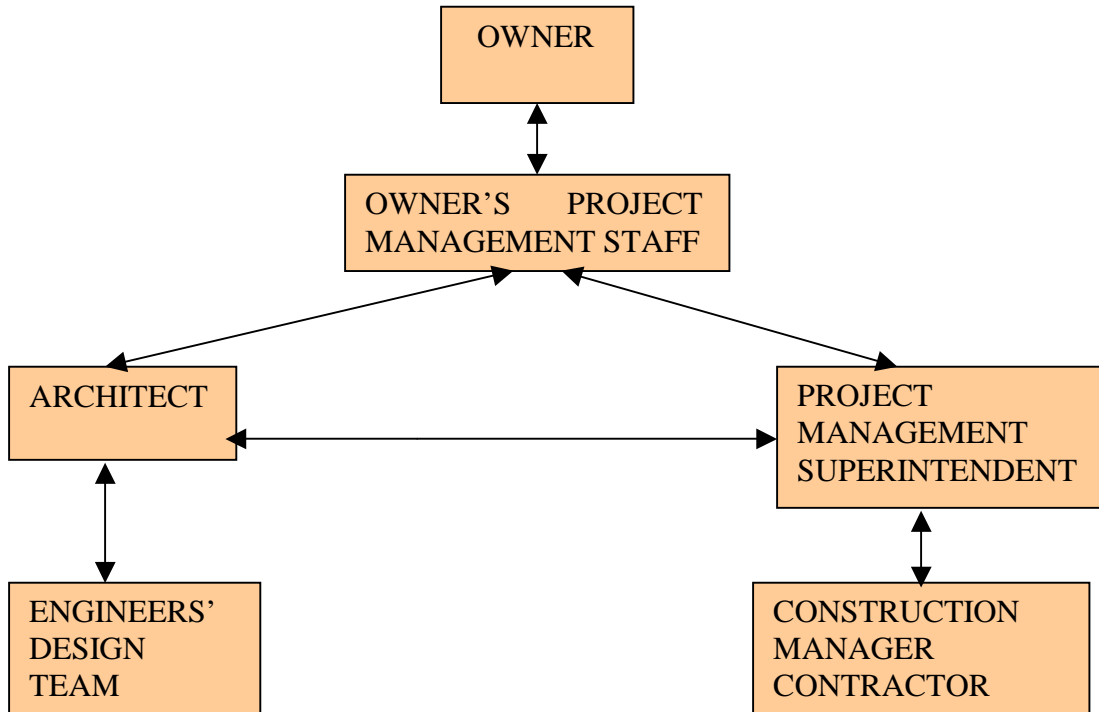 OWNER
OWNER’S PROJECT
MANAGEMENT STAFF
ARCHITECT
PROJECT
MANAGEMENT
SUPERINTENDENT
ENGINEERS’
DESIGN
TEAM
CONSTRUCTION
MANAGER
CONTRACTOR